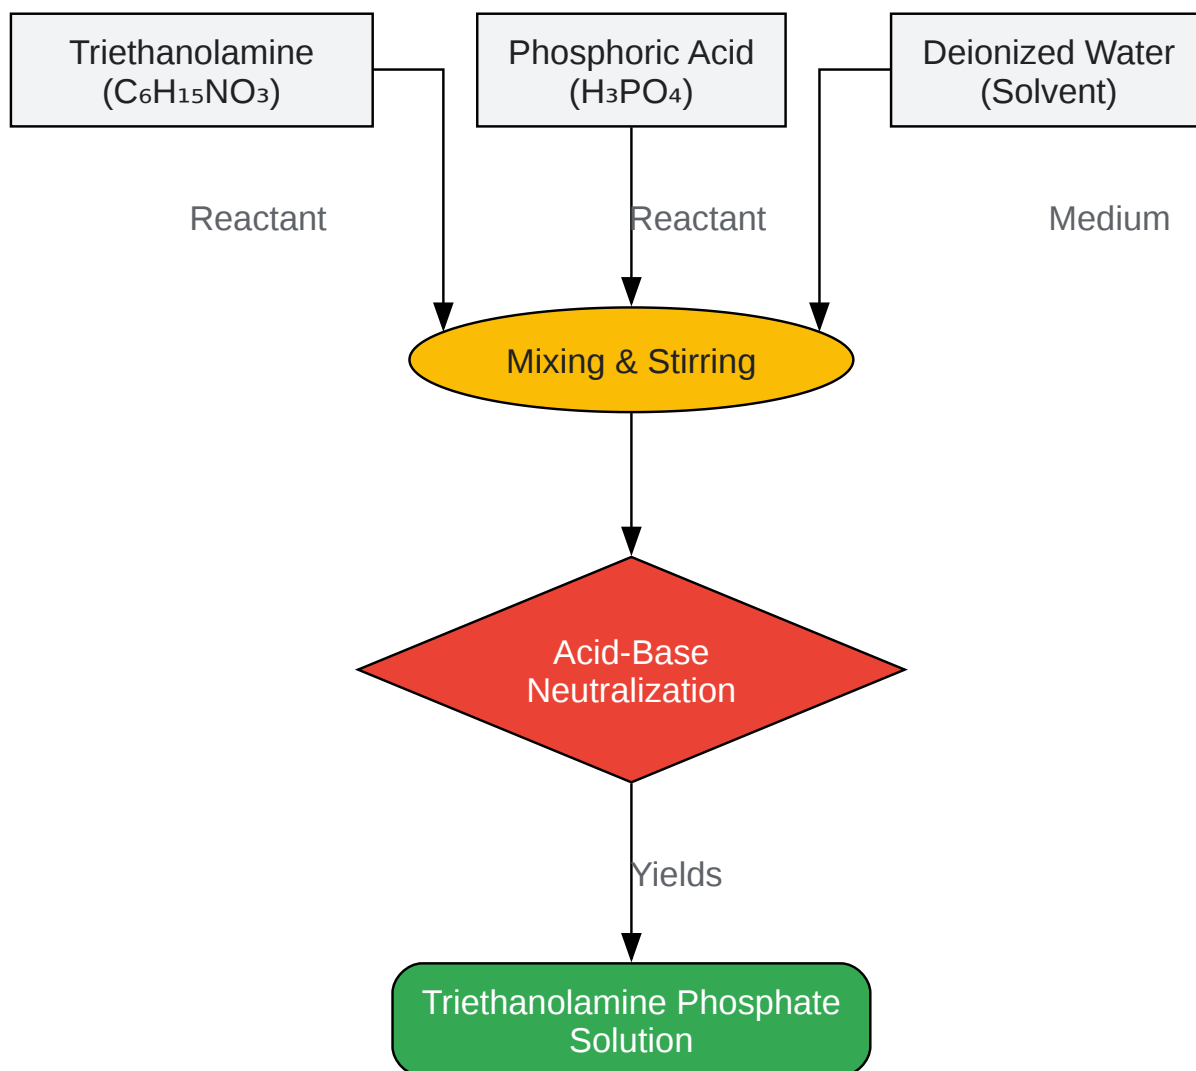 Triethanolamine
(C₆H₁₅NO₃)
Phosphoric Acid
(H₃PO₄)
Deionized Water
(Solvent)
Reactant
Reactant
Medium
Mixing & Stirring
Acid-Base
Neutralization
Yields
Triethanolamine Phosphate
Solution